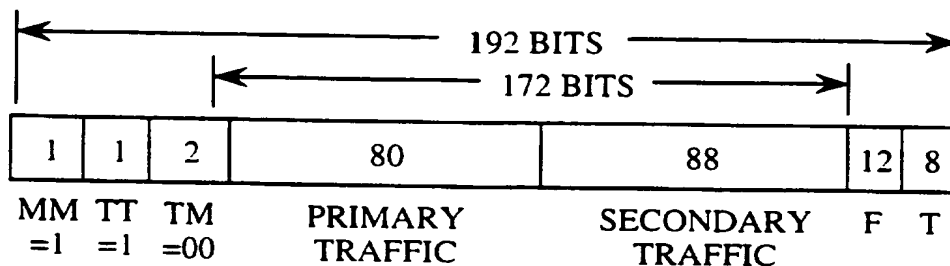 192 BITS
172 BITS
1 1 2 80 88 12 8
MM TT TM PRIMARY SECONDARY F T
=1 =1 =00 TRAFFIC TRAFFIC